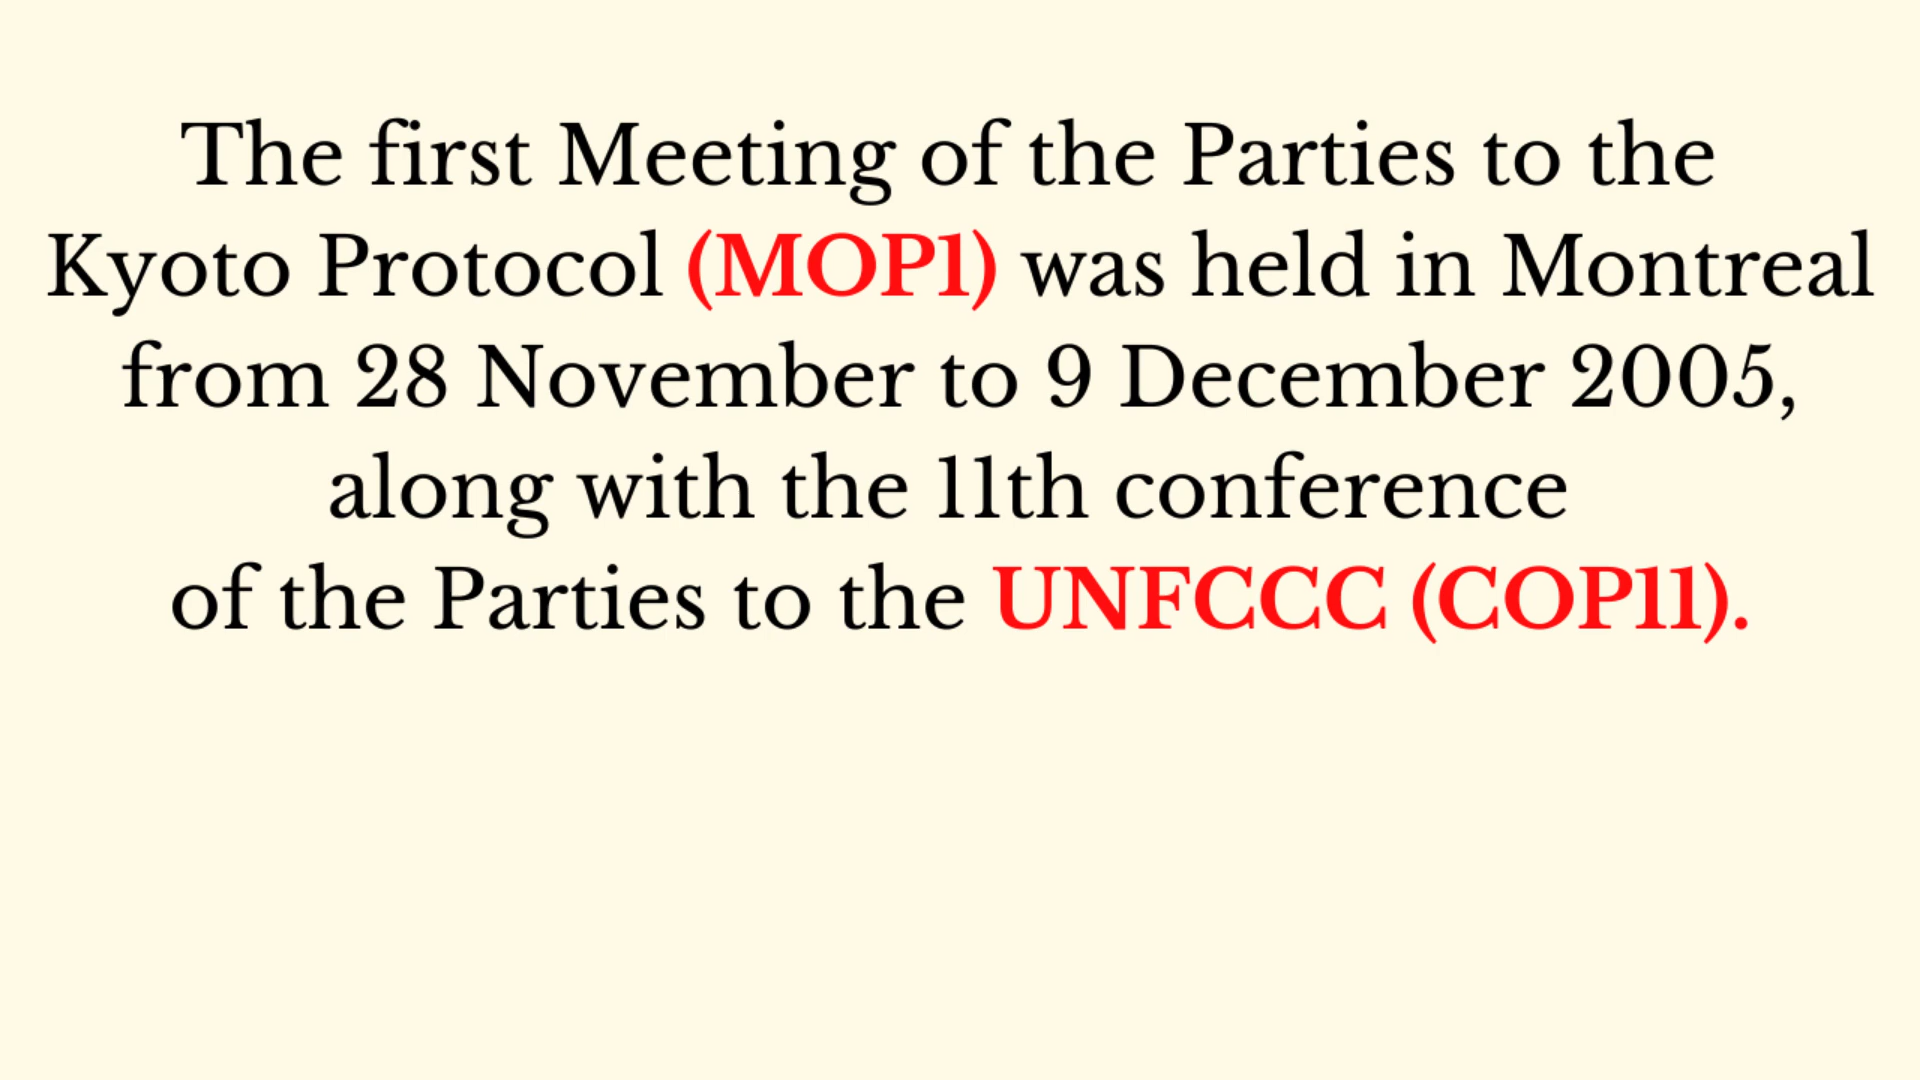 The first Meeting of the Parties to the
Kyoto Protocol (MOP1) was held in Montreal
from 28 November to 9 December 2005,
along with the 11th conference
of the Parties to the UNFCCC (COP11).